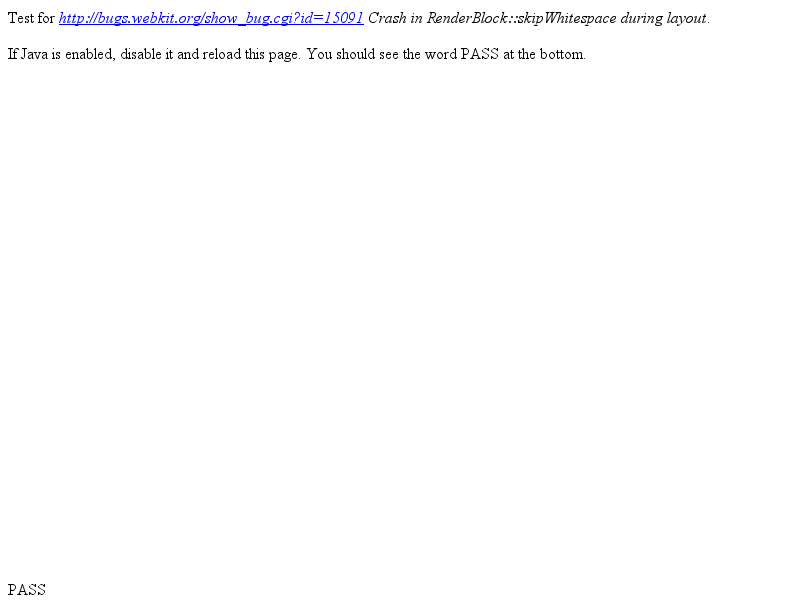 Test for http://bugs.webkit.org/show_bug.cgi?id=15091 Crash in RenderBlock::skipWhitespace during layout.
If Java is enabled, disable it and reload this page. You should see the word PASS at the bottom.
PASS